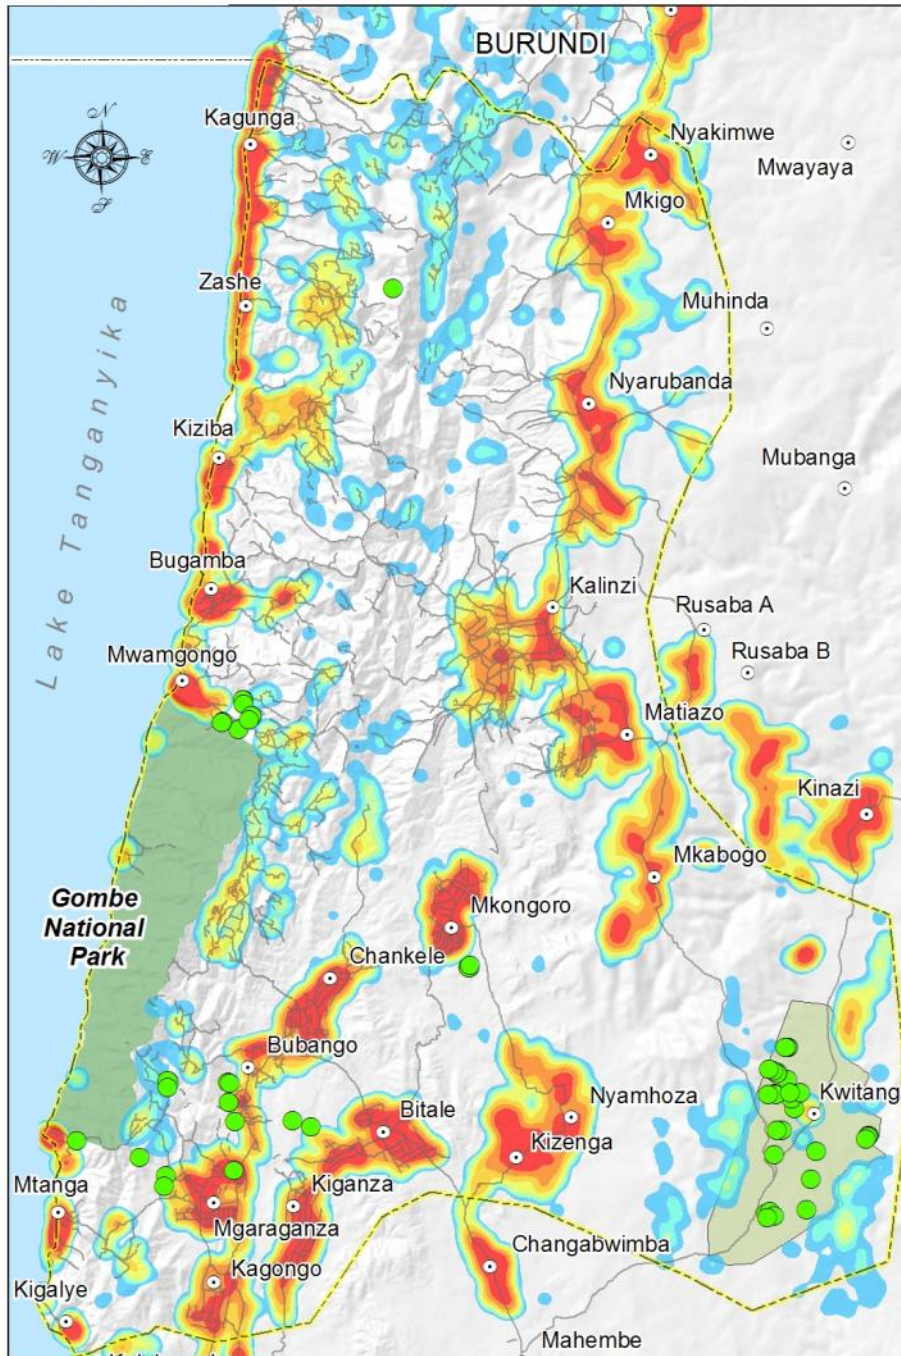 BURUNDI
N
W
E
S
Kagunga
Nyakimwe
Mwayaya
Mkigo
Zashe
Muhinda
Lake Tanganyika
Nyarubanda
Kiziba
Mubanga
Bugamba
Kalinzi
Rusaba A
Mwamgongo
Rusaba B
Matiazo
Kinazi
Mkabogo
Gombe
National
Park
Mkongoro
Chankele
Bubango
Nyamhoza
Kwitang
Bitale
Kizenga
Mtanga
Kiganza
Mgaraganza
Changabwimba
Kagongo
Kigalye
Mahembe